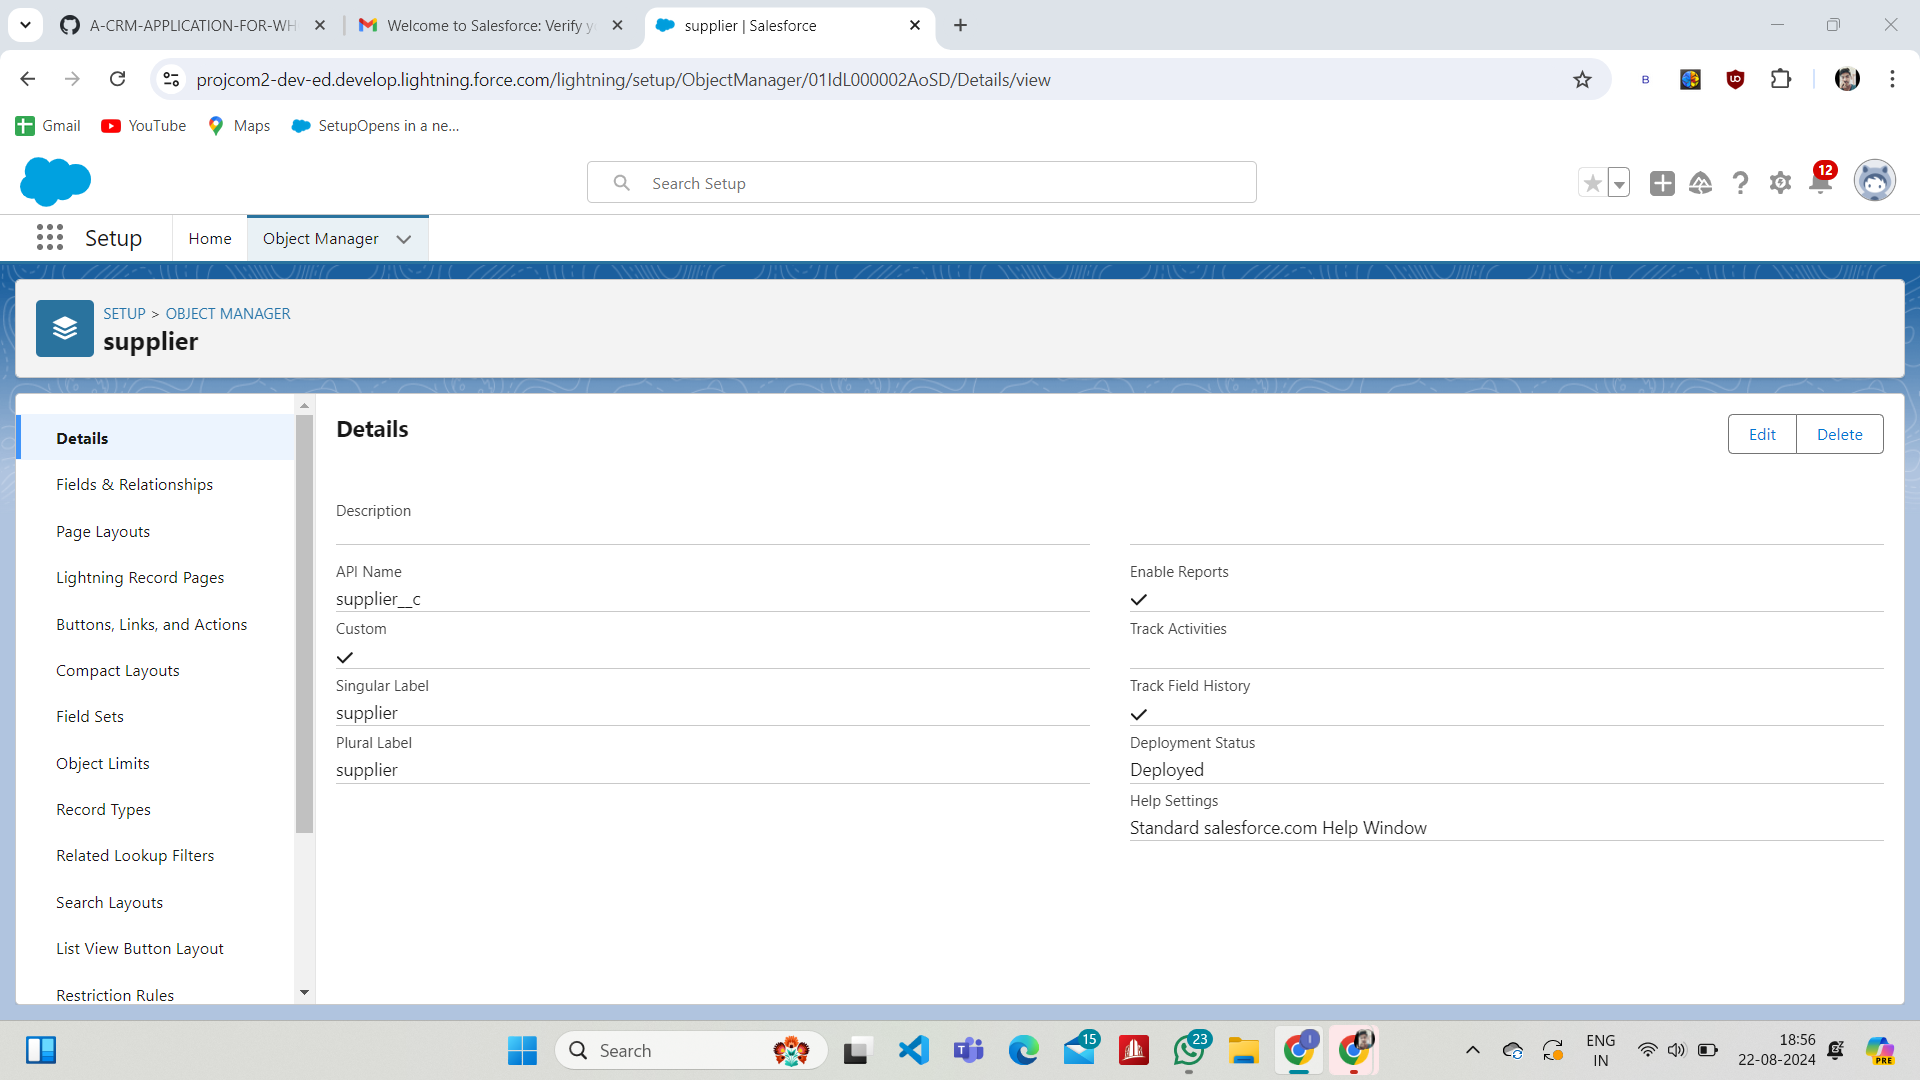 A-CRM-APPLICATION-FOR-WH
Welcome to Salesforce: Verify y
supplier | Salesforce
projcom2-dev-ed.develop.lightning.force.com/lightning/setup/ObjectManager/01IdL000002AoSD/Details/view
Gmail
YouTube
Maps
SetupOpens in a ne...
Search Setup
12
Setup
Home
Object Manager
SETUP > OBJECT MANAGER
supplier
Details
Fields & Relationships
Page Layouts
Lightning Record Pages
Buttons, Links, and Actions
Compact Layouts
Field Sets
Object Limits
Record Types
Related Lookup Filters
Search Layouts
List View Button Layout
Restriction Rules
Details
Edit
Delete
Description
API Name
supplier__c
Custom
Singular Label
supplier
Plural Label
supplier
Enable Reports
Track Activities
Track Field History
Deployment Status
Deployed
Help Settings
Standard salesforce.com Help Window
Search
15
23
ENG
IN
18:56
22-08-2024
PRE